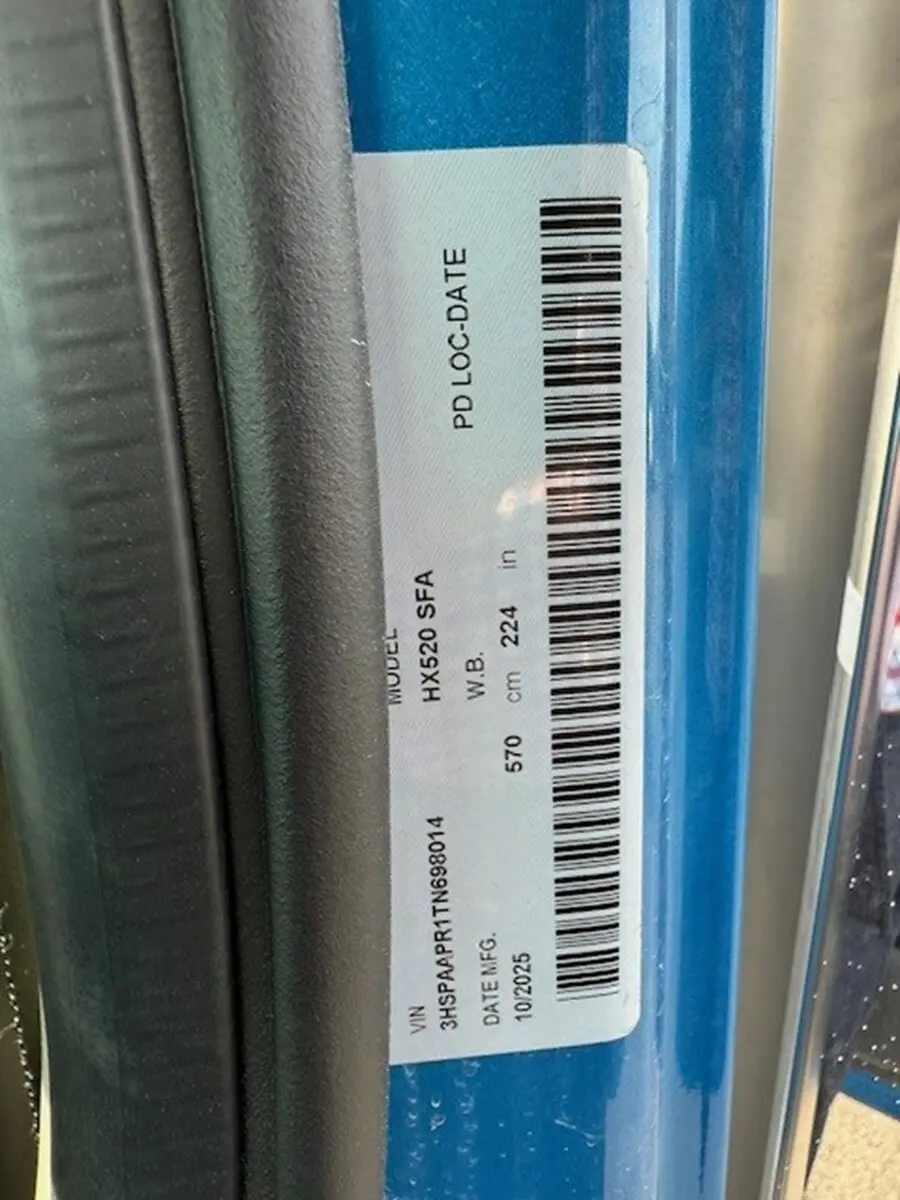 MODEL
HX520 SFA
PD LOC-DATE
VIN
3HSPAAPR1TN698014
W.B.
570 cm 224 in
DATE MFG.
10/2025